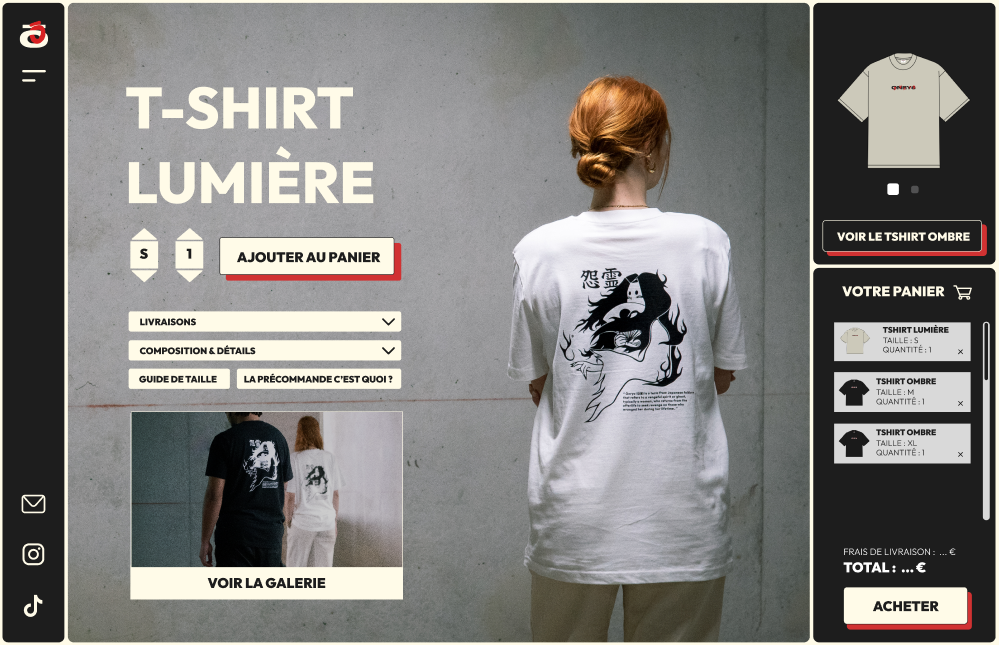 T-SHIRT
LUMIÈRE
S
1
AJOUTER AU PANIER
LIVRAISONS
COMPOSITION & DÉTAILS
GUIDE DE TAILLE
LA PRÉCOMMANDE C'EST QUOI ?
VOIR LA GALERIE
怨霊
VOIR LE TSHIRT OMBRE
VOTRE PANIER
TSHIRT LUMIÈRE
TAILLE : S
QUANTITÉ : 1
×
TSHIRT OMBRE
TAILLE : M
QUANTITÉ : 1
×
TSHIRT OMBRE
TAILLE : XL
QUANTITÉ : 1
×
FRAIS DE LIVRAISON : ... €
TOTAL : ... €
ACHETER